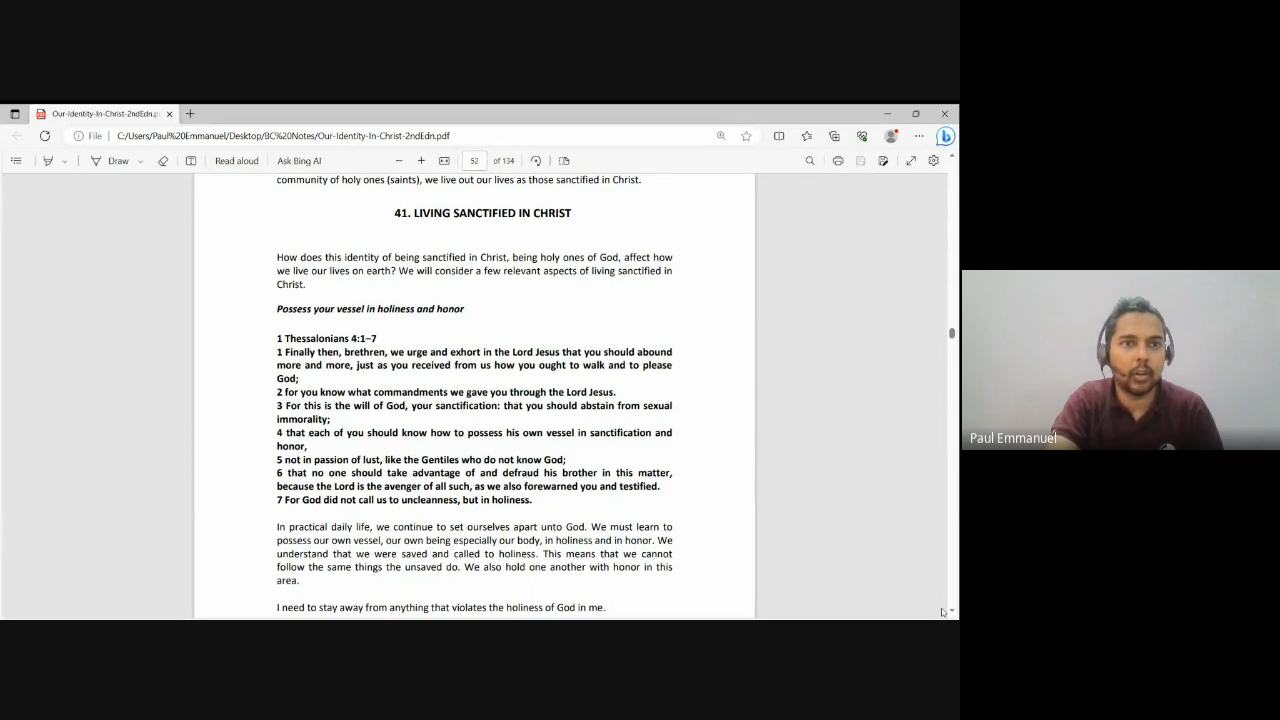 Our-Identity-In-Christ-2ndEdn.p
File C:/Users/Paul%20Emmanuel/Desktop/BC%20Notes/Our-Identity-In-Christ-2ndEdn.pdf
Draw Read aloud Ask Bing AI 52 of 134
community of holy ones (saints), we live out our lives as those sanctified in Christ.
41. LIVING SANCTIFIED IN CHRIST
How does this identity of being sanctified in Christ, being holy ones of God, affect how
we live our lives on earth? We will consider a few relevant aspects of living sanctified in
Christ.
Possess your vessel in holiness and honor
1 Thessalonians 4:1–7
1 Finally then, brethren, we urge and exhort in the Lord Jesus that you should abound
more and more, just as you received from us how you ought to walk and to please
God;
2 for you know what commandments we gave you through the Lord Jesus.
3 For this is the will of God, your sanctification: that you should abstain from sexual
immorality;
4 that each of you should know how to possess his own vessel in sanctification and
honor,
5 not in passion of lust, like the Gentiles who do not know God;
6 that no one should take advantage of and defraud his brother in this matter,
because the Lord is the avenger of all such, as we also forewarned you and testified.
7 For God did not call us to uncleanness, but in holiness.
In practical daily life, we continue to set ourselves apart unto God. We must learn to
possess our own vessel, our own being especially our body, in holiness and in honor. We
understand that we were saved and called to holiness. This means that we cannot
follow the same things the unsaved do. We also hold one another with honor in this
area.
I need to stay away from anything that violates the holiness of God in me.
Paul Emmanuel